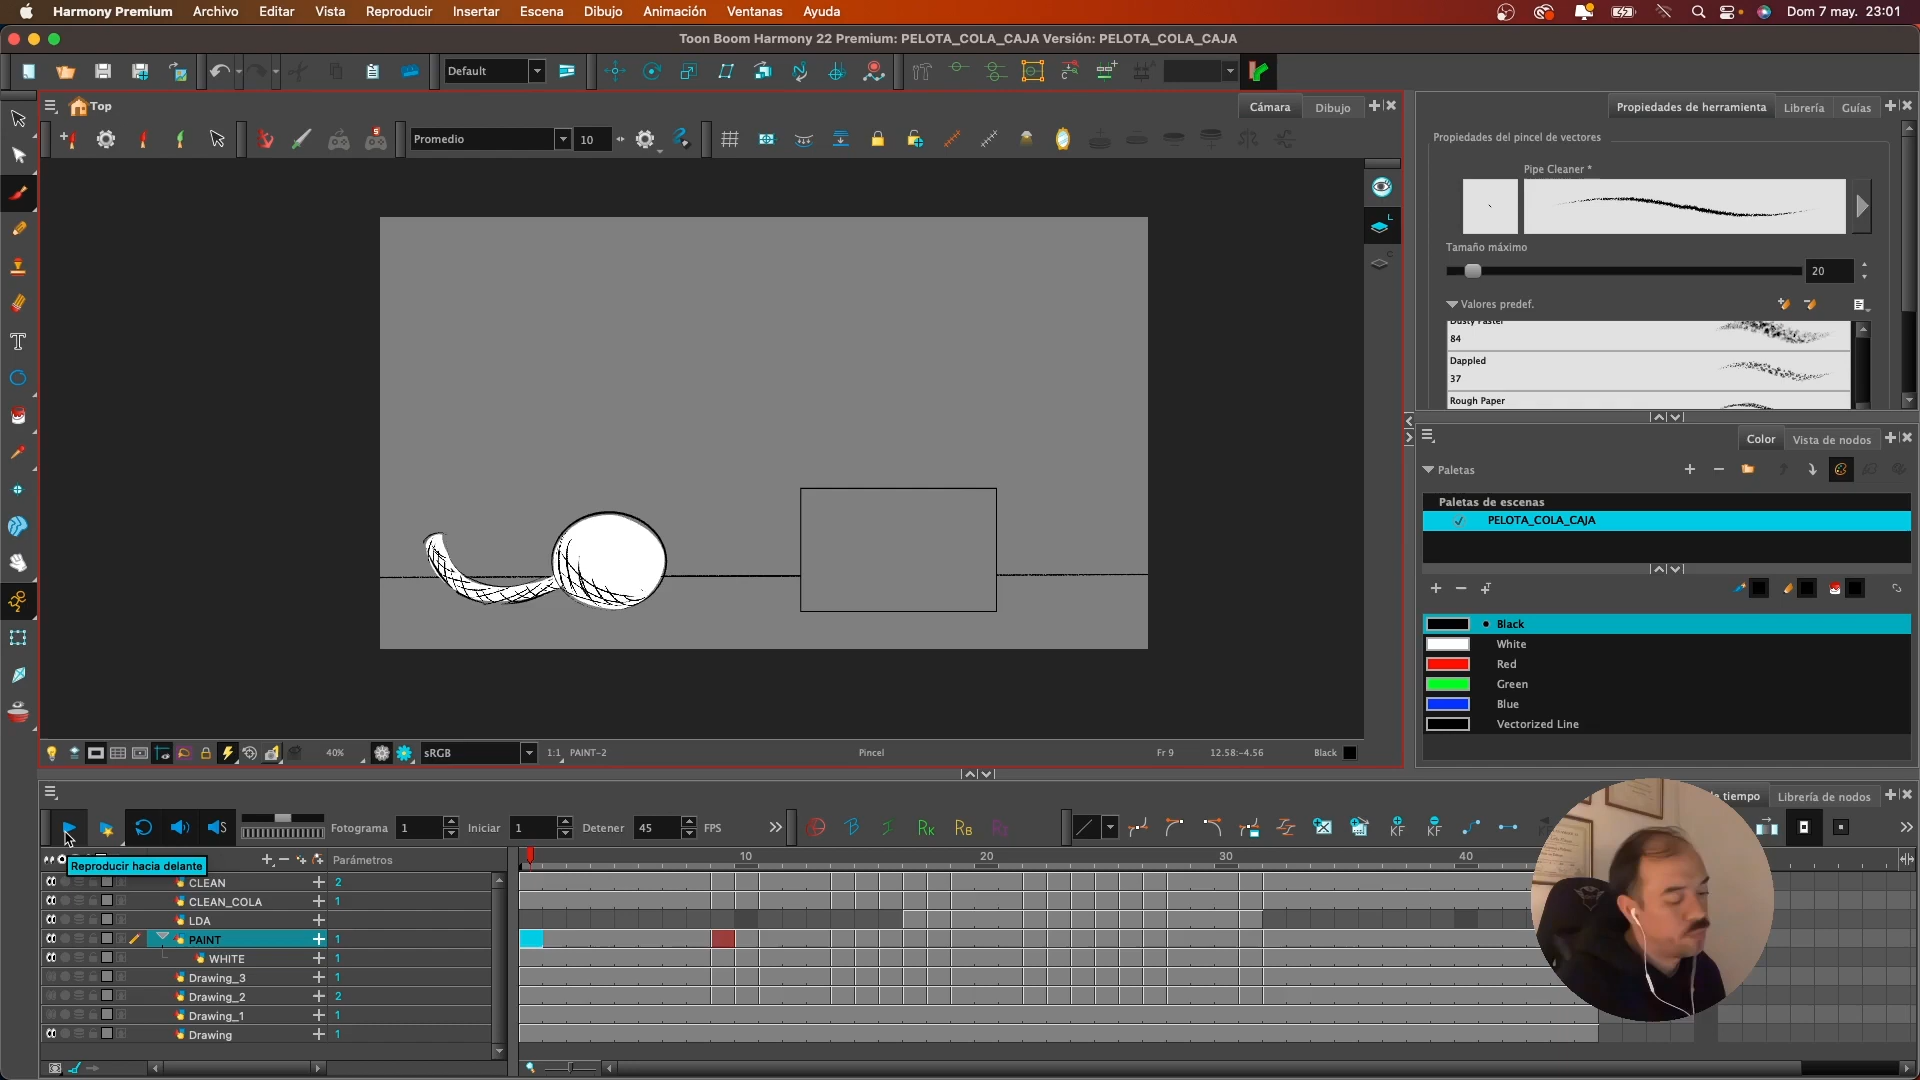 Harmony Premium Archivo Editar Vista Reproducir Insertar Escena Dibujo Animación Ventanas Ayuda Dom 7 may. 23:01
Toon Boom Harmony 22 Premium: PELOTA_COLA_CAJA Versión: PELOTA_COLA_CAJA
Default
Top Cámara Dibujo
Propiedades de herramienta Librería Guías
Promedio 10
Propiedades del pincel de vectores
Pipe Cleaner *
Tamaño máximo
20
Valores predef.
84
Dappled
37
Rough Paper
Color Vista de nodos
Paletas
Paletas de escenas
PELOTA_COLA_CAJA
Black
White
Red
Green
Blue
Vectorized Line
40% sRGB 1:1 PAINT-2 Pincel Fr 9 12.58:-4.56 Black
tiempo Librería de nodos
Fotograma 1 Iniciar 1 Detener 45 FPS
RK RB KF KF
Parámetros 10 20 30 40
Reproducir hacia delante
CLEAN 2
CLEAN_COLA 1
LDA
PAINT 1
WHITE 1
Drawing_3 1
Drawing_2 2
Drawing_1 1
Drawing 1